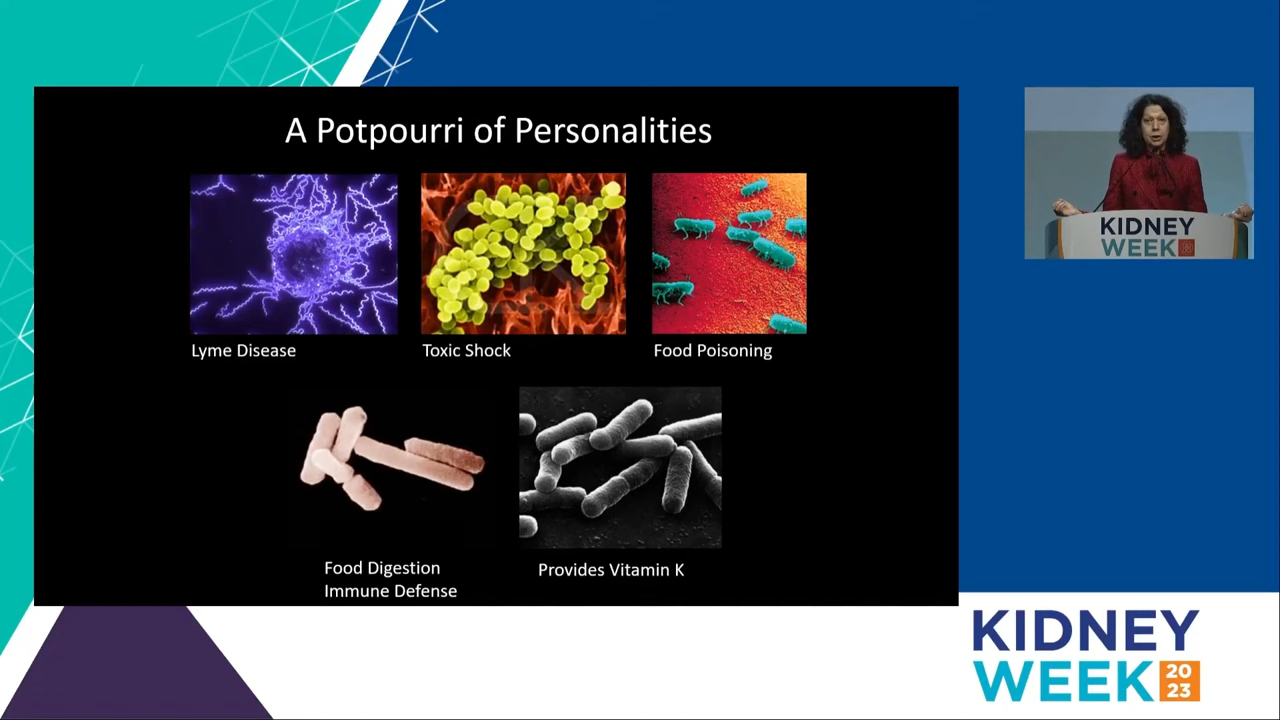 A Potpourri of Personalities
KIDNEY
WEEK
Lyme Disease
Toxic Shock
Food Poisoning
Food Digestion
Immune Defense
Provides Vitamin K
KIDNEY
WEEK 20
23